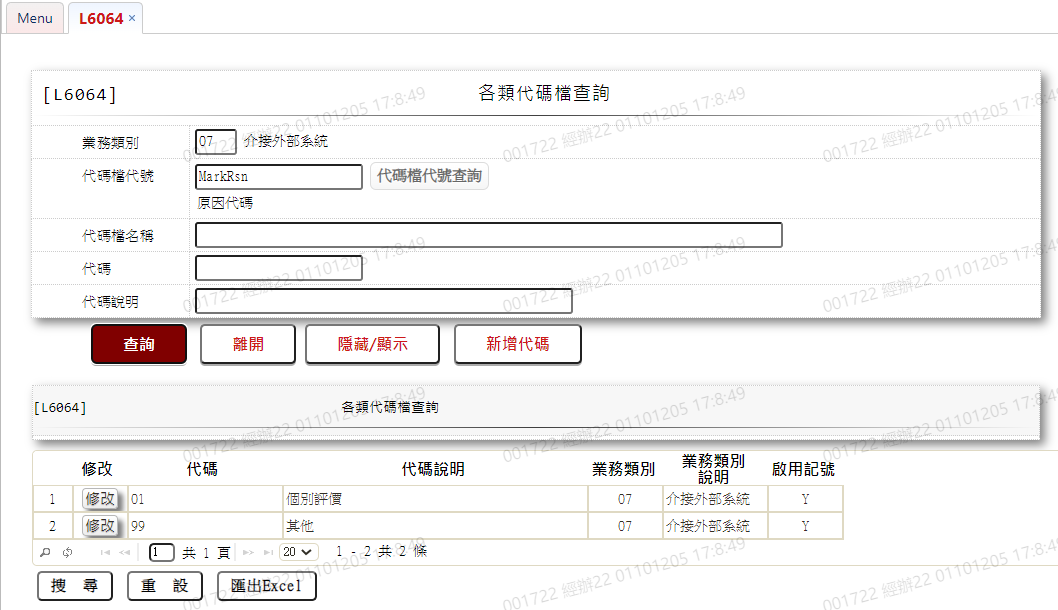 Menu L6064 ×
[L6064] 各類代碼檔查詢
業務類別 07 介接外部系統
代碼檔代號 MarkRsn 代碼檔代號查詢
原因代碼
代碼檔名稱
代碼
代碼說明
查詢 離開 隱藏/顯示 新增代碼
[L6064] 各類代碼檔查詢
修改 代碼 代碼說明 業務類別 業務類別說明 啟用記號
1 修改 01 個別評價 07 介接外部系統 Y
2 修改 99 其他 07 介接外部系統 Y
1 共 1 頁 20 1 - 2 共 2 條
搜 尋 重 設 匯出Excel
001722 經辦22 01101205 17:8:49